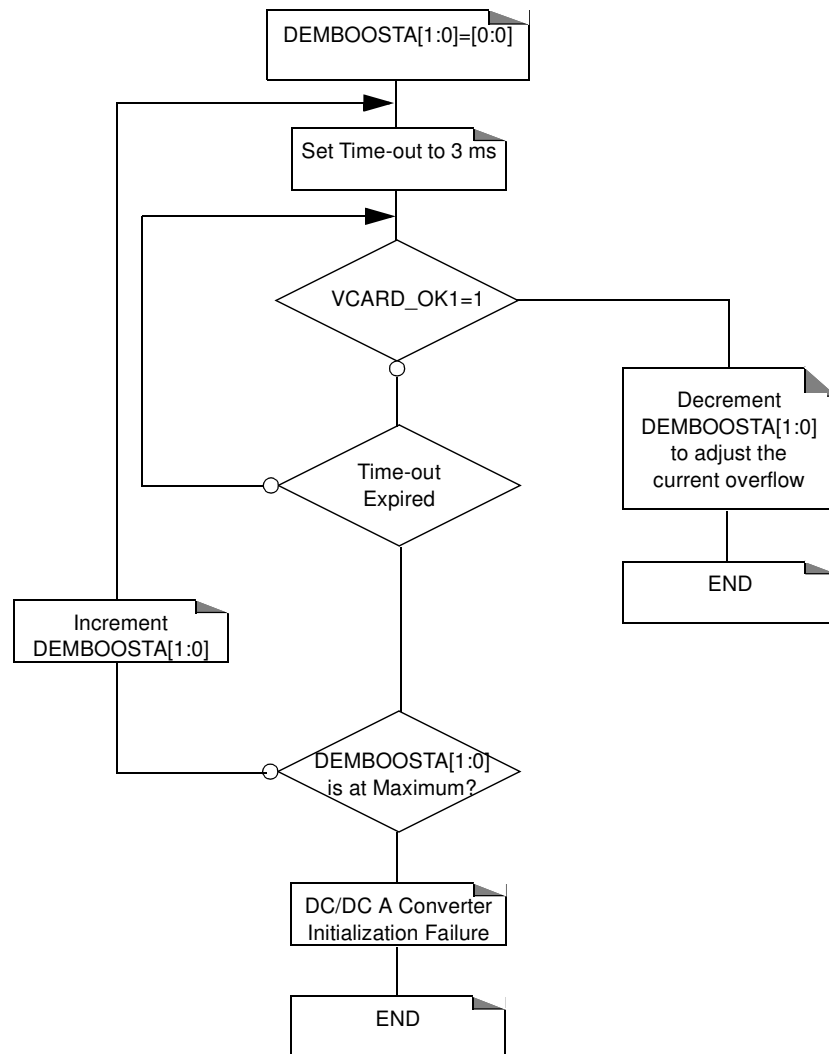 DEMBOOSTA[1:0]=[0:0]
Set Time-out to 3 ms
VCARD_OK1=1
Decrement
DEMBOOSTA[1:0]
to adjust the
current overflow
Time-out
Expired
END
Increment
DEMBOOSTA[1:0]
DEMBOOSTA[1:0]
is at Maximum?
DC/DC A Converter
Initialization Failure
END